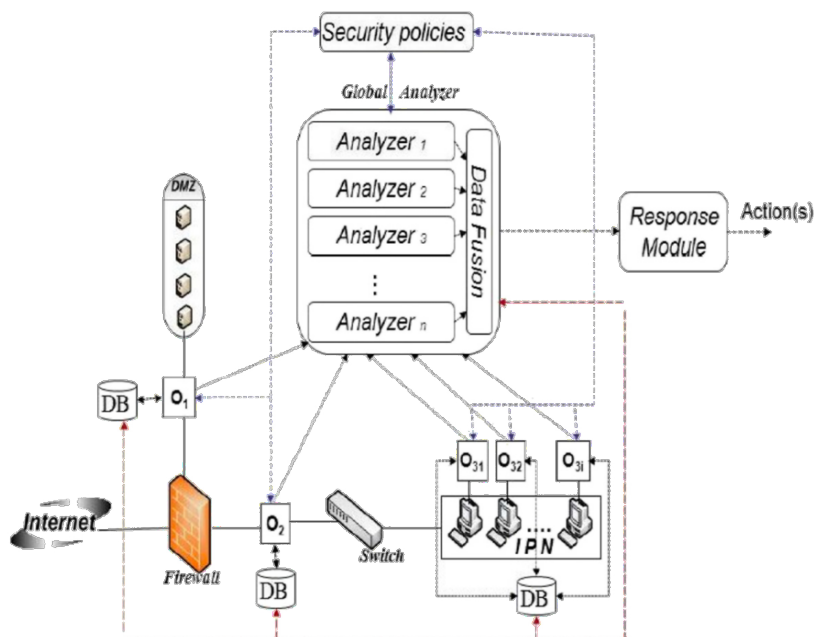 Security policies
Global Analyzer
Analyzer 1
Analyzer 2
Analyzer 3
Analyzer n
Data Fusion
Response
Module
Action(s)
DMZ
DB
O1
Internet
Firewall
O2
DB
Switch
O31
O32
O3i
....
IPN
DB